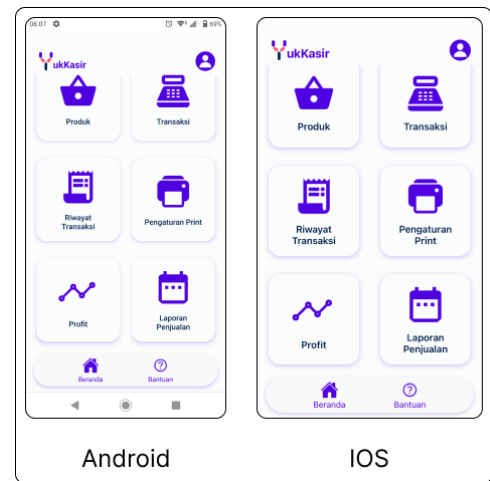 08.07
69%
YukKasir
Produk
Transaksi
Riwayat
Transaksi
Pengaturan Print
Profit
Laporan
Penjualan
Beranda
Bantuan
Android
YukKasir
Produk
Transaksi
Riwayat
Transaksi
Pengaturan
Print
Profit
Laporan
Penjualan
Beranda
Bantuan
IOS